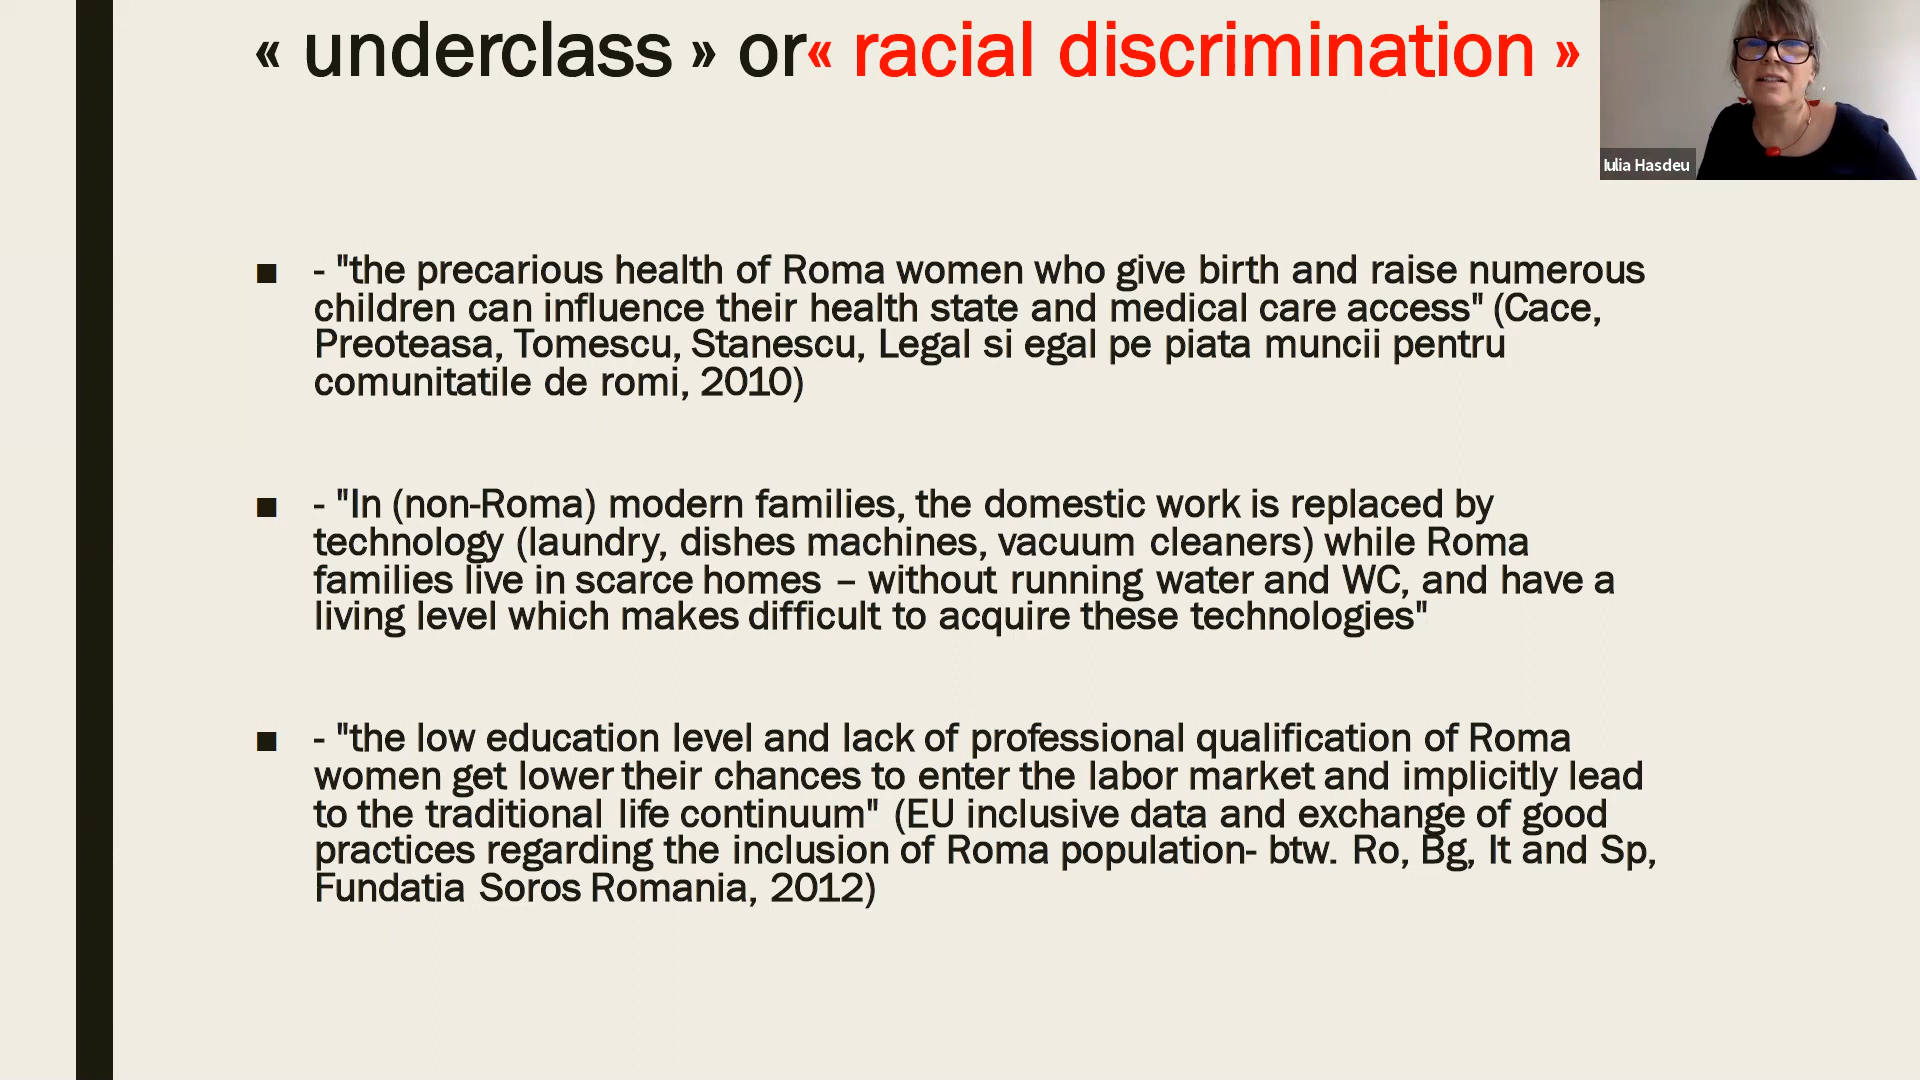 « underclass » or« racial discrimination »
Iulia Hasdeu
■ - "the precarious health of Roma women who give birth and raise numerous
children can influence their health state and medical care access" (Cace,
Preoteasa, Tomescu, Stanescu, Legal si egal pe piata muncii pentru
comunitatile de romi, 2010)
■ - "In (non-Roma) modern families, the domestic work is replaced by
technology (laundry, dishes machines, vacuum cleaners) while Roma
families live in scarce homes – without running water and WC, and have a
living level which makes difficult to acquire these technologies"
■ - "the low education level and lack of professional qualification of Roma
women get lower their chances to enter the labor market and implicitly lead
to the traditional life continuum" (EU inclusive data and exchange of good
practices regarding the inclusion of Roma population- btw. Ro, Bg, It and Sp,
Fundatia Soros Romania, 2012)